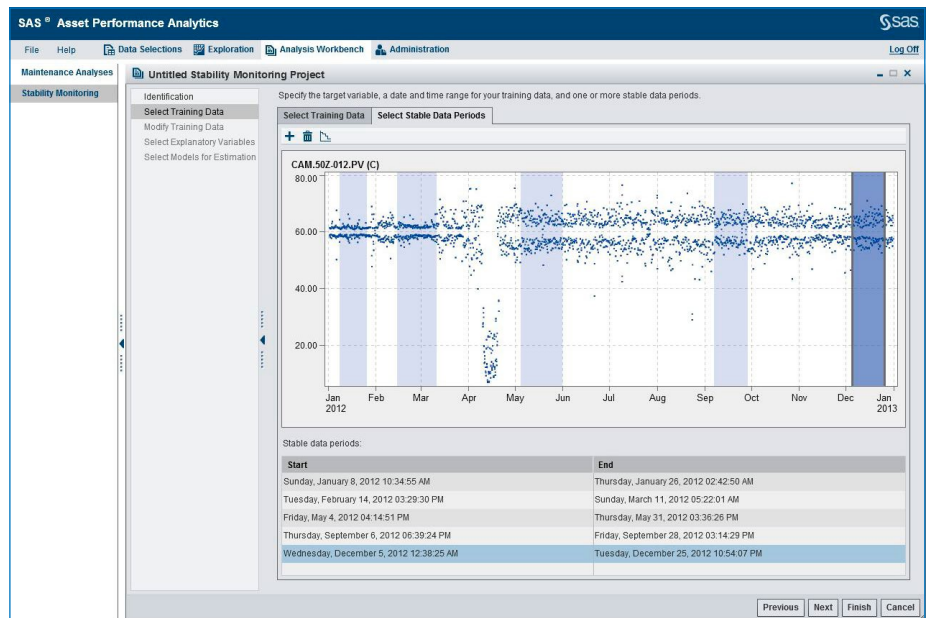 SAS ® Asset Performance Analytics
sas
File Help Data Selections Exploration Analysis Workbench Administration Log Off
Maintenance Analyses
Stability Monitoring
Untitled Stability Monitoring Project
Identification
Select Training Data
Modify Training Data
Select Explanatory Variables
Select Models for Estimation
Specify the target variable, a date and time range for your training data, and one or more stable data periods.
Select Training Data Select Stable Data Periods
CAM.50Z-012.PV (C)
80.00
60.00
40.00
20.00
Jan Feb Mar Apr May Jun Jul Aug Sep Oct Nov Dec Jan
2012 2013
Stable data periods:
Start End
Sunday, January 8, 2012 10:34:55 AM Thursday, January 26, 2012 02:42:50 AM
Tuesday, February 14, 2012 03:29:30 PM Sunday, March 11, 2012 05:22:01 AM
Friday, May 4, 2012 04:14:51 PM Thursday, May 31, 2012 03:36:26 PM
Thursday, September 6, 2012 06:39:24 PM Friday, September 28, 2012 03:14:29 PM
Wednesday, December 5, 2012 12:38:25 AM Tuesday, December 25, 2012 10:54:07 PM
Previous Next Finish Cancel